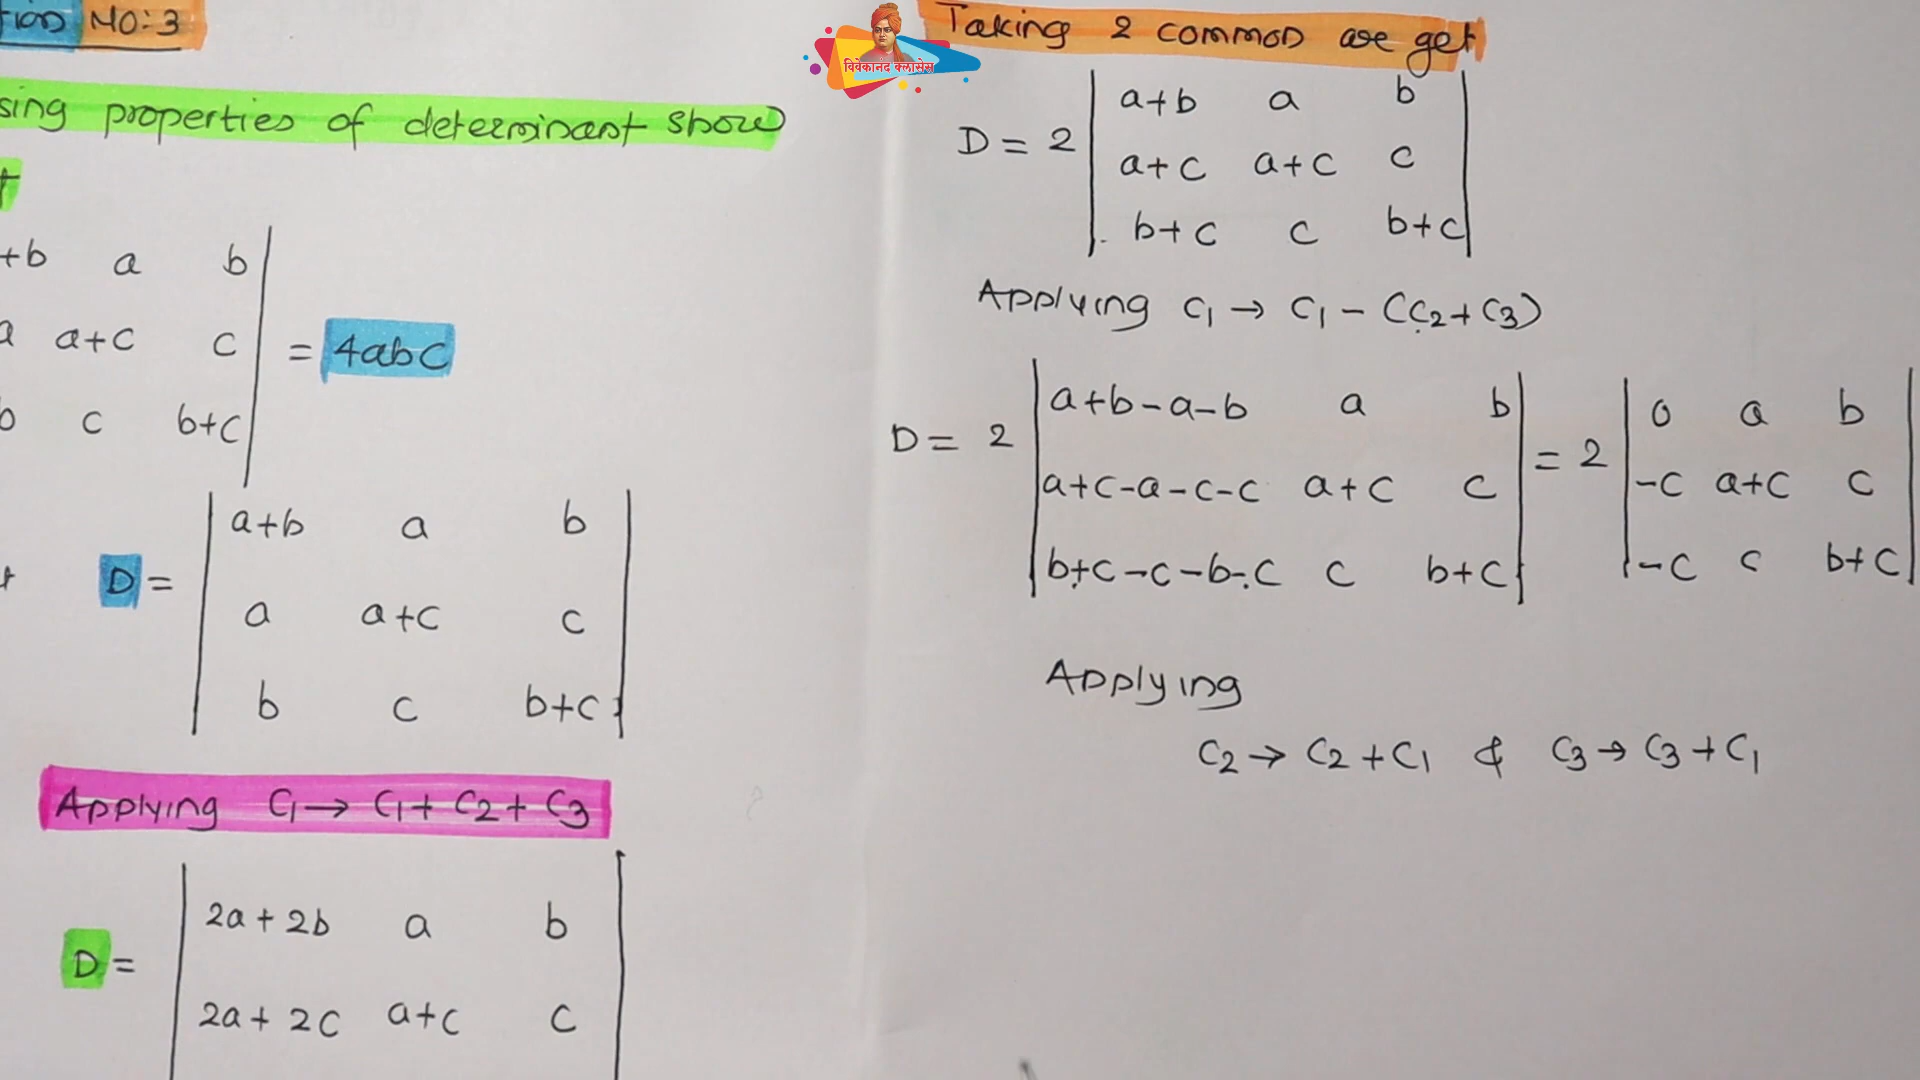 tion NO:3
sing properties of determinant show
t
+b a b
a a+c c = 4abc
b c b+c
D =
a+b a b
a a+c c
b c b+c
Applying C1 → C1 + C2 + C3
D =
2a + 2b a b
2a + 2c a+c c
विवेकानंद क्लासेस
Taking 2 common are get
D = 2
a+b a b
a+c a+c c
b+c c b+c
Applying C1 → C1 - (C2 + C3)
D = 2
a+b-a-b a b
a+c-a-c-c a+c c
b+c-c-b-c c b+c
= 2
0 a b
-c a+c c
-c c b+c
Applying
C2 → C2 + C1 & C3 → C3 + C1